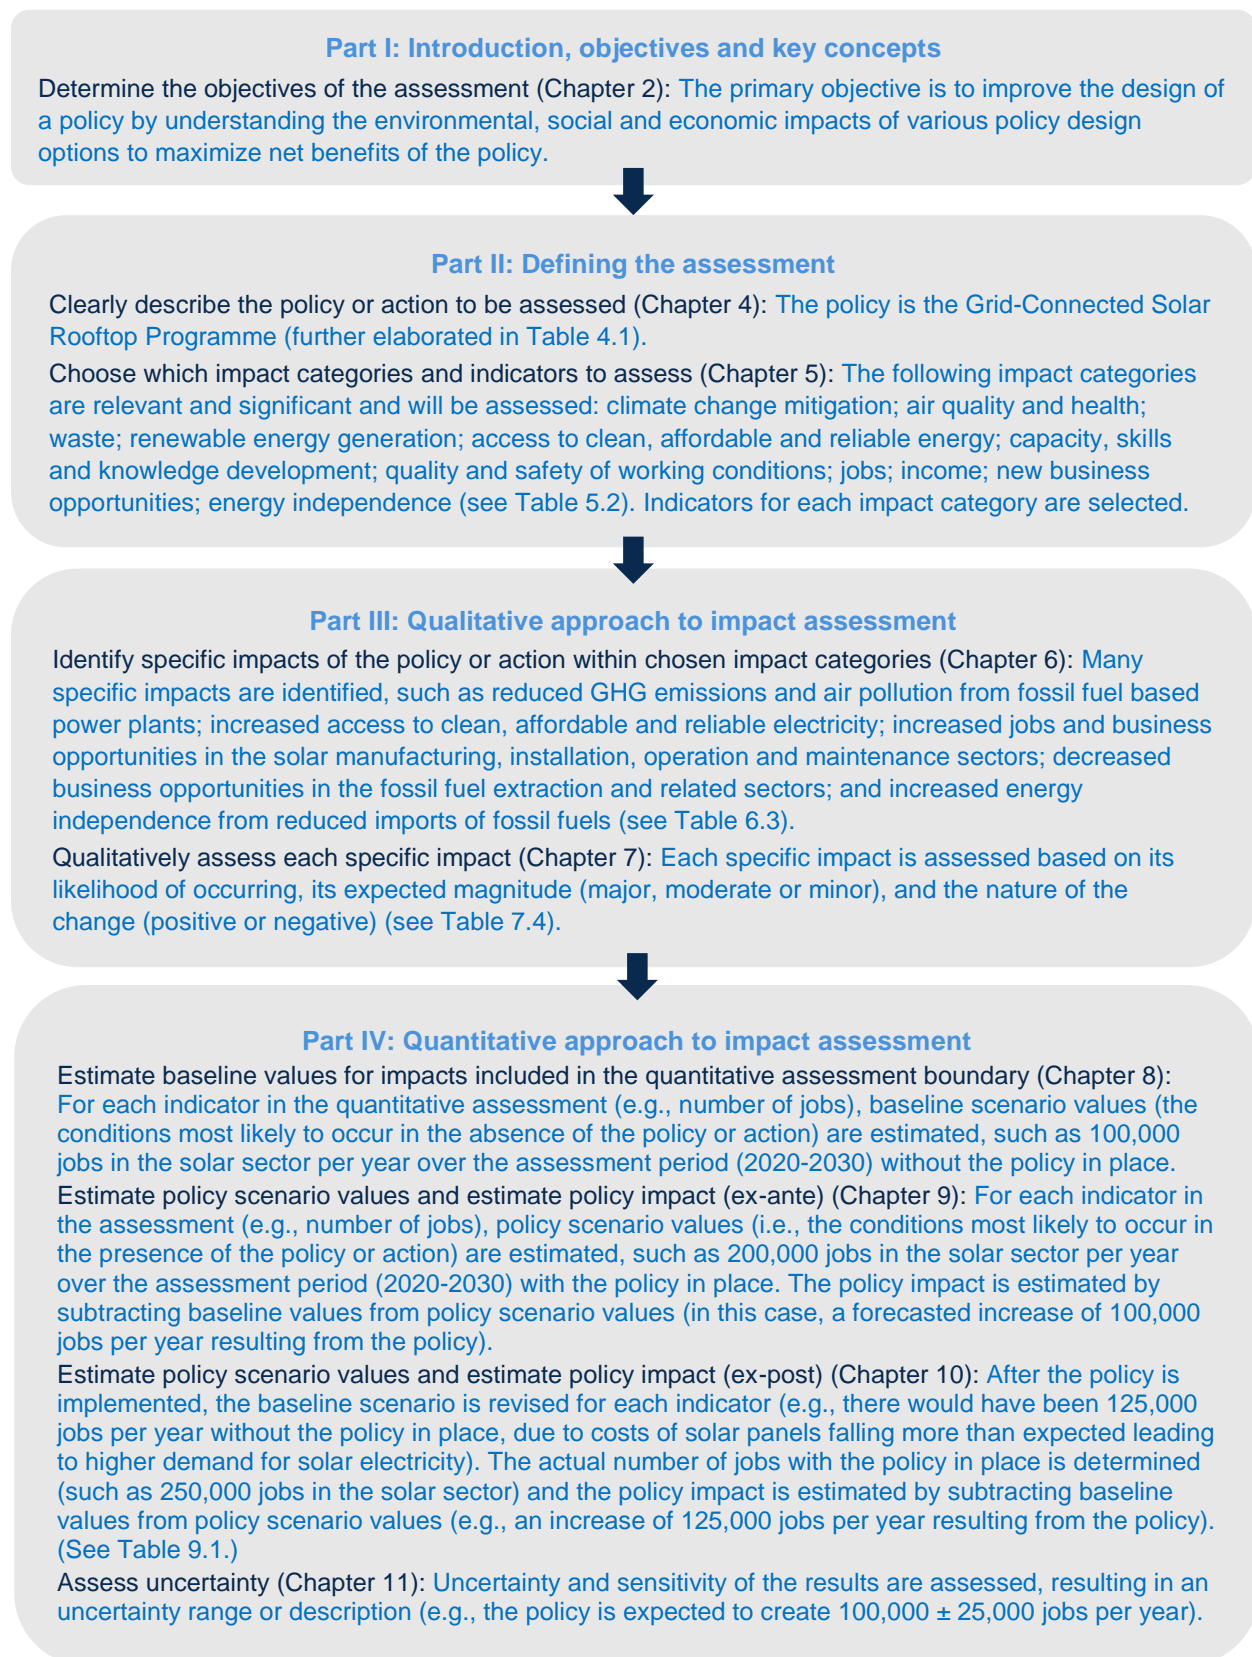 Part I: Introduction, objectives and key concepts
Determine the objectives of the assessment (Chapter 2): The primary objective is to improve the design of
a policy by understanding the environmental, social and economic impacts of various policy design
options to maximize net benefits of the policy.
Part II: Defining the assessment
Clearly describe the policy or action to be assessed (Chapter 4): The policy is the Grid-Connected Solar
Rooftop Programme (further elaborated in Table 4.1).
Choose which impact categories and indicators to assess (Chapter 5): The following impact categories
are relevant and significant and will be assessed: climate change mitigation; air quality and health;
waste; renewable energy generation; access to clean, affordable and reliable energy; capacity, skills
and knowledge development; quality and safety of working conditions; jobs; income; new business
opportunities; energy independence (see Table 5.2). Indicators for each impact category are selected.
Part III: Qualitative approach to impact assessment
Identify specific impacts of the policy or action within chosen impact categories (Chapter 6): Many
specific impacts are identified, such as reduced GHG emissions and air pollution from fossil fuel based
power plants; increased access to clean, affordable and reliable electricity; increased jobs and business
opportunities in the solar manufacturing, installation, operation and maintenance sectors; decreased
business opportunities in the fossil fuel extraction and related sectors; and increased energy
independence from reduced imports of fossil fuels (see Table 6.3).
Qualitatively assess each specific impact (Chapter 7): Each specific impact is assessed based on its
likelihood of occurring, its expected magnitude (major, moderate or minor), and the nature of the
change (positive or negative) (see Table 7.4).
Part IV: Quantitative approach to impact assessment
Estimate baseline values for impacts included in the quantitative assessment boundary (Chapter 8):
For each indicator in the quantitative assessment (e.g., number of jobs), baseline scenario values (the
conditions most likely to occur in the absence of the policy or action) are estimated, such as 100,000
jobs in the solar sector per year over the assessment period (2020-2030) without the policy in place.
Estimate policy scenario values and estimate policy impact (ex-ante) (Chapter 9): For each indicator in
the assessment (e.g., number of jobs), policy scenario values (i.e., the conditions most likely to occur in
the presence of the policy or action) are estimated, such as 200,000 jobs in the solar sector per year
over the assessment period (2020-2030) with the policy in place. The policy impact is estimated by
subtracting baseline values from policy scenario values (in this case, a forecasted increase of 100,000
jobs per year resulting from the policy).
Estimate policy scenario values and estimate policy impact (ex-post) (Chapter 10): After the policy is
implemented, the baseline scenario is revised for each indicator (e.g., there would have been 125,000
jobs per year without the policy in place, due to costs of solar panels falling more than expected leading
to higher demand for solar electricity). The actual number of jobs with the policy in place is determined
(such as 250,000 jobs in the solar sector) and the policy impact is estimated by subtracting baseline
values from policy scenario values (e.g., an increase of 125,000 jobs per year resulting from the policy).
(See Table 9.1.)
Assess uncertainty (Chapter 11): Uncertainty and sensitivity of the results are assessed, resulting in an
uncertainty range or description (e.g., the policy is expected to create 100,000 ± 25,000 jobs per year).